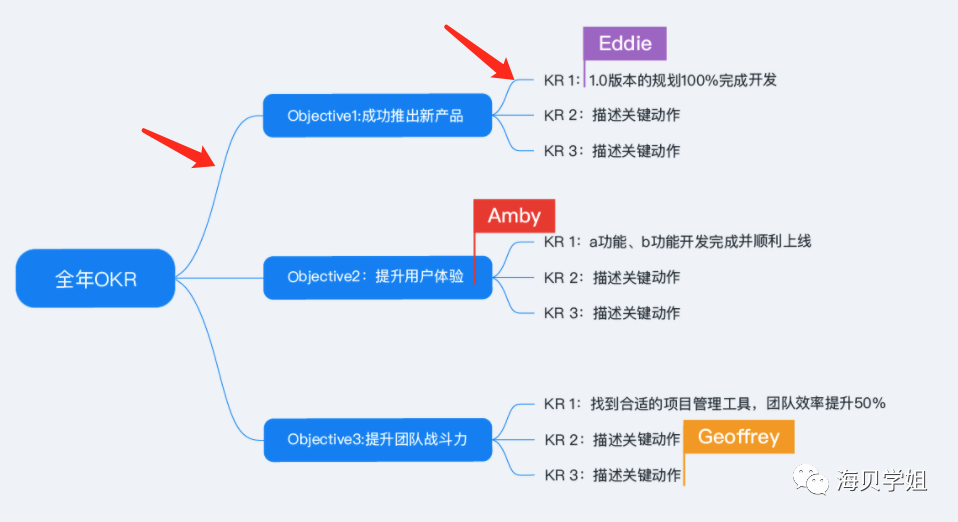 Eddie
KR 1：1.0版本的规划100%完成开发
Objective1:成功推出新产品
KR 2：描述关键动作
KR 3：描述关键动作
Amby
KR 1：a功能、b功能开发完成并顺利上线
全年OKR
Objective2：提升用户体验
KR 2：描述关键动作
KR 3：描述关键动作
KR 1：找到合适的项目管理工具，团队效率提升50%
Objective3:提升团队战斗力
KR 2：描述关键动作
Geoffrey
KR 3：描述关键动作
海贝学姐